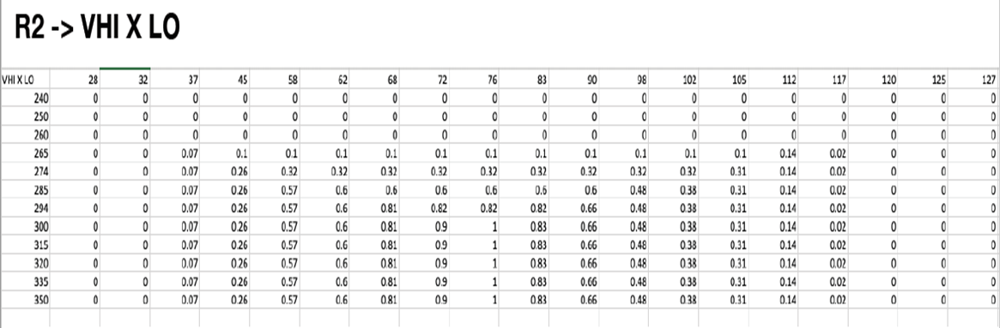 R2 -> VHI X LO
VHI X LO 28 32 37 45 58 62 68 72 76 83 90 98 102 105 112 117 120 125 127
240 0 0 0 0 0 0 0 0 0 0 0 0 0 0 0 0 0 0 0
250 0 0 0 0 0 0 0 0 0 0 0 0 0 0 0 0 0 0 0
260 0 0 0 0 0 0 0 0 0 0 0 0 0 0 0 0 0 0 0
265 0 0 0.07 0.1 0.1 0.1 0.1 0.1 0.1 0.1 0.1 0.1 0.1 0.1 0.14 0.02 0 0 0
274 0 0 0.07 0.26 0.32 0.32 0.32 0.32 0.32 0.32 0.32 0.32 0.32 0.31 0.14 0.02 0 0 0
285 0 0 0.07 0.26 0.57 0.6 0.6 0.6 0.6 0.6 0.6 0.48 0.38 0.31 0.14 0.02 0 0 0
294 0 0 0.07 0.26 0.57 0.6 0.81 0.82 0.82 0.82 0.66 0.48 0.38 0.31 0.14 0.02 0 0 0
300 0 0 0.07 0.26 0.57 0.6 0.81 0.9 1 0.83 0.66 0.48 0.38 0.31 0.14 0.02 0 0 0
315 0 0 0.07 0.26 0.57 0.6 0.81 0.9 1 0.83 0.66 0.48 0.38 0.31 0.14 0.02 0 0 0
320 0 0 0.07 0.26 0.57 0.6 0.81 0.9 1 0.83 0.66 0.48 0.38 0.31 0.14 0.02 0 0 0
335 0 0 0.07 0.26 0.57 0.6 0.81 0.9 1 0.83 0.66 0.48 0.38 0.31 0.14 0.02 0 0 0
350 0 0 0.07 0.26 0.57 0.6 0.81 0.9 1 0.83 0.66 0.48 0.38 0.31 0.14 0.02 0 0 0